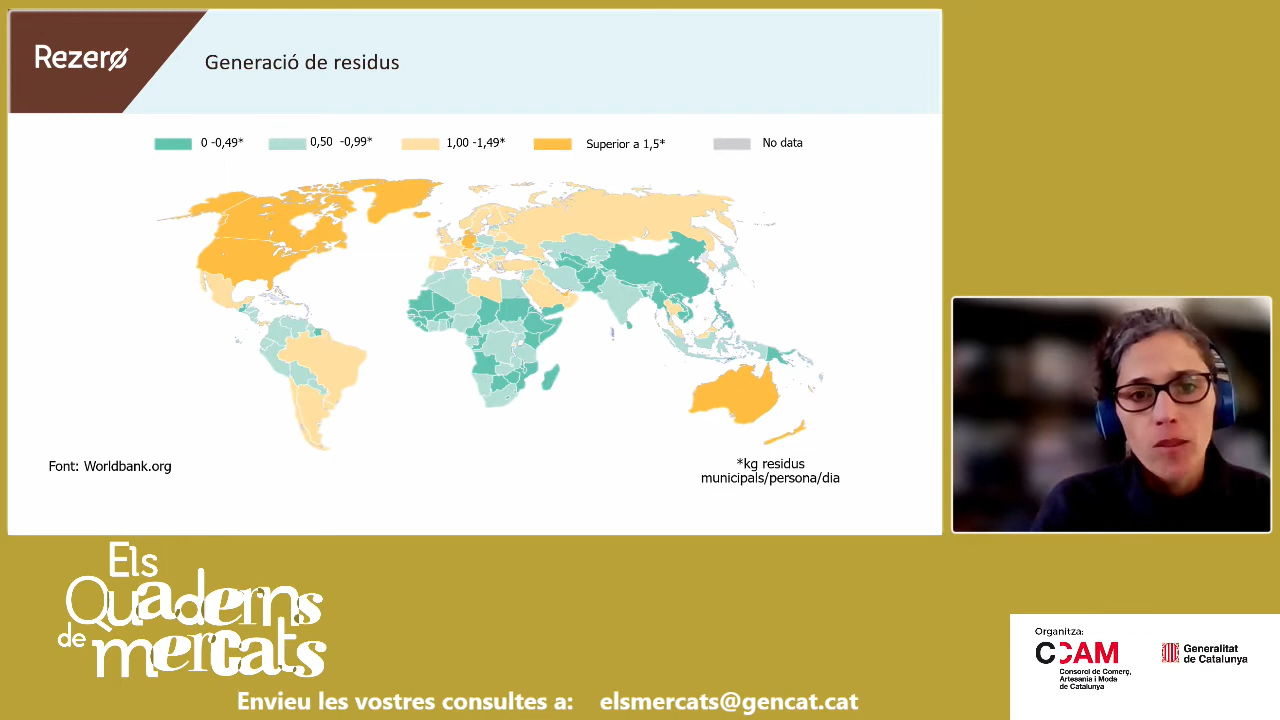 Rezero
Generació de residus
0 -0,49*
0,50 -0,99*
1,00 -1,49*
Superior a 1,5*
No data
Font: Worldbank.org
*kg residus
municipals/persona/dia
Els
Quaderns
de mercats
Organitza:
CCAM
Consorci de Comerç,
Artesania i Moda
de Catalunya
Generalitat
de Catalunya
Envieu les vostres consultes a: elsmercats@gencat.cat